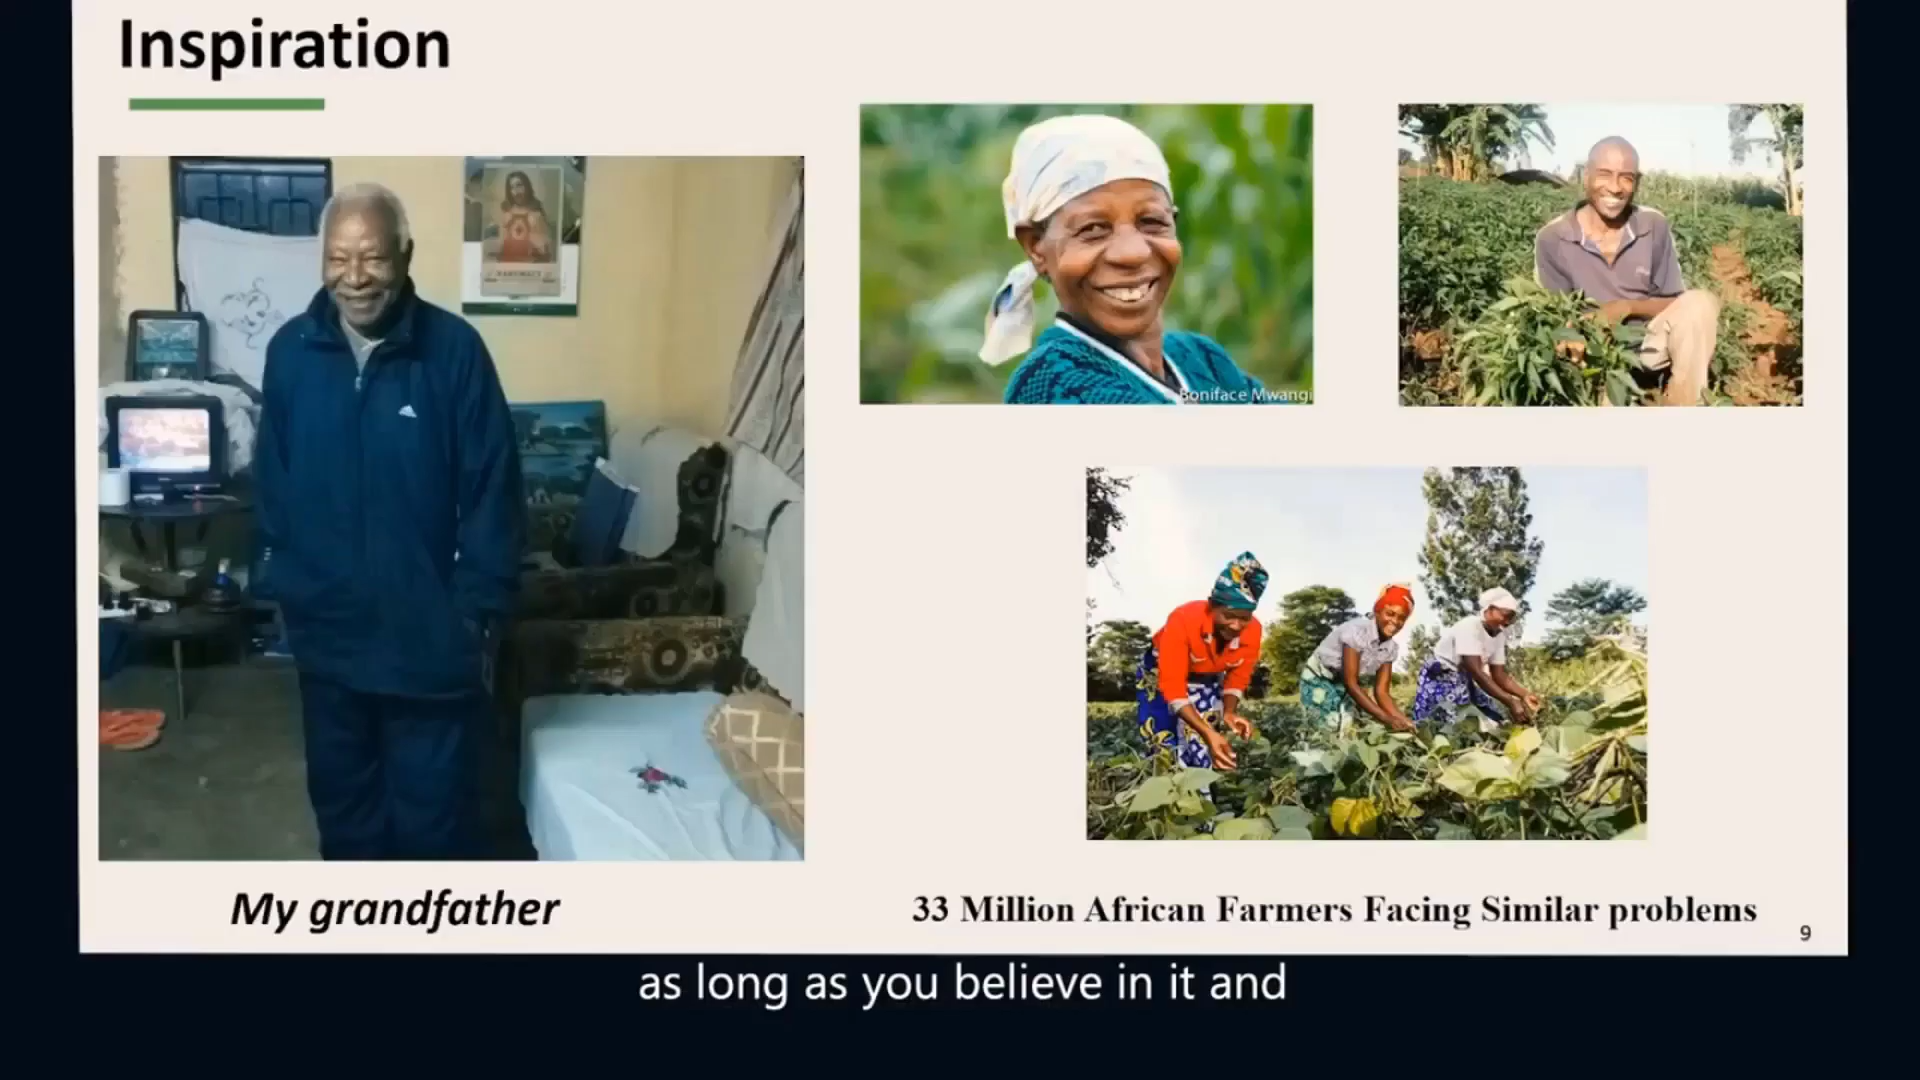 Inspiration
Boniface Mwangi
My grandfather
33 Million African Farmers Facing Similar problems
9
as long as you believe in it and